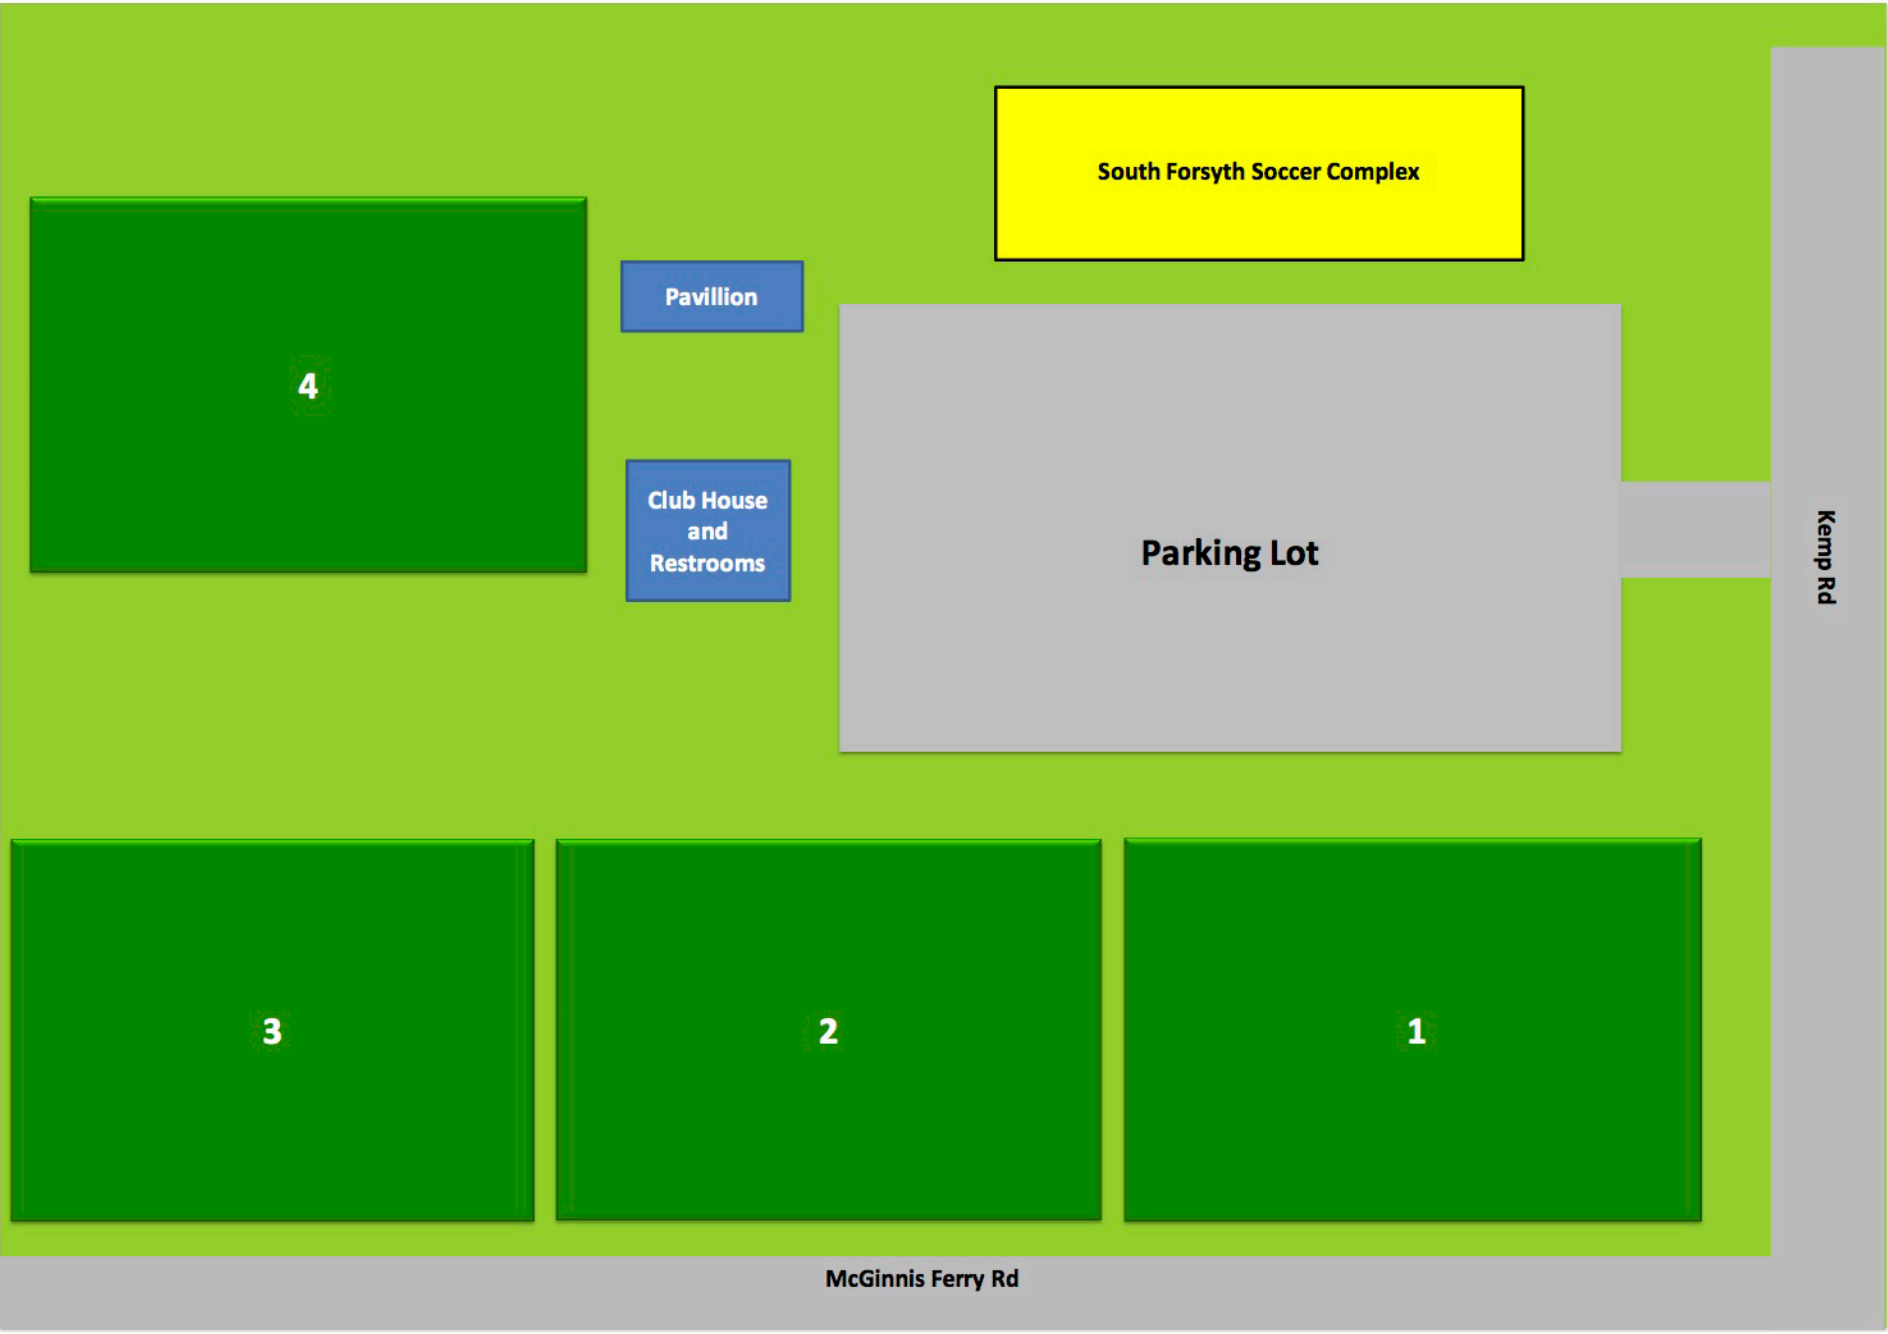 South Forsyth Soccer Complex
Pavillion
4
Club House
and
Restrooms
Parking Lot
Kemp Rd
3
2
1
McGinnis Ferry Rd